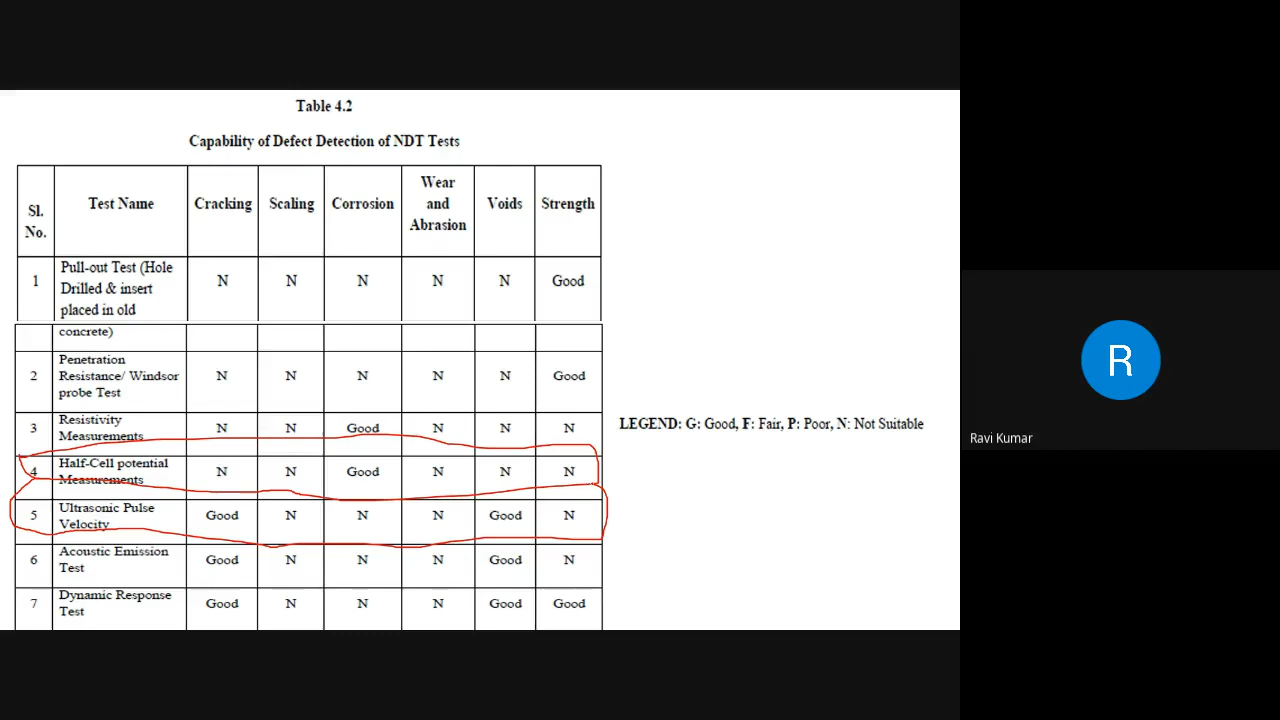 Table 4.2
Capability of Defect Detection of NDT Tests
Sl. No. Test Name Cracking Scaling Corrosion Wear and Abrasion Voids Strength
1 Pull-out Test (Hole Drilled & insert placed in old N N N N N Good
concrete)
2 Penetration Resistance/ Windsor probe Test N N N N N Good
3 Resistivity Measurements N N Good N N N
4 Half-Cell potential Measurements N N Good N N N
5 Ultrasonic Pulse Velocity Good N N N Good N
6 Acoustic Emission Test Good N N N Good N
7 Dynamic Response Test Good N N N Good Good
LEGEND: G: Good, F: Fair, P: Poor, N: Not Suitable
R
Ravi Kumar